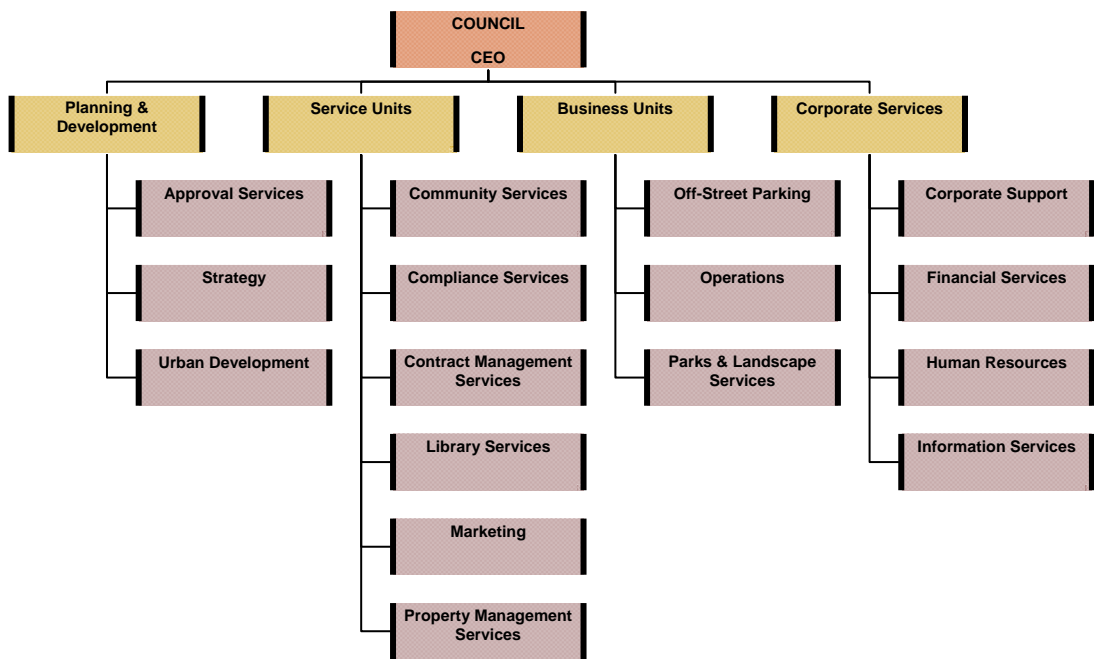 COUNCIL
CEO
Planning &
Development
Service Units
Business Units
Corporate Services
Approval Services
Community Services
Off-Street Parking
Corporate Support
Strategy
Compliance Services
Operations
Financial Services
Urban Development
Contract Management
Services
Parks & Landscape
Services
Human Resources
Library Services
Information Services
Marketing
Property Management
Services